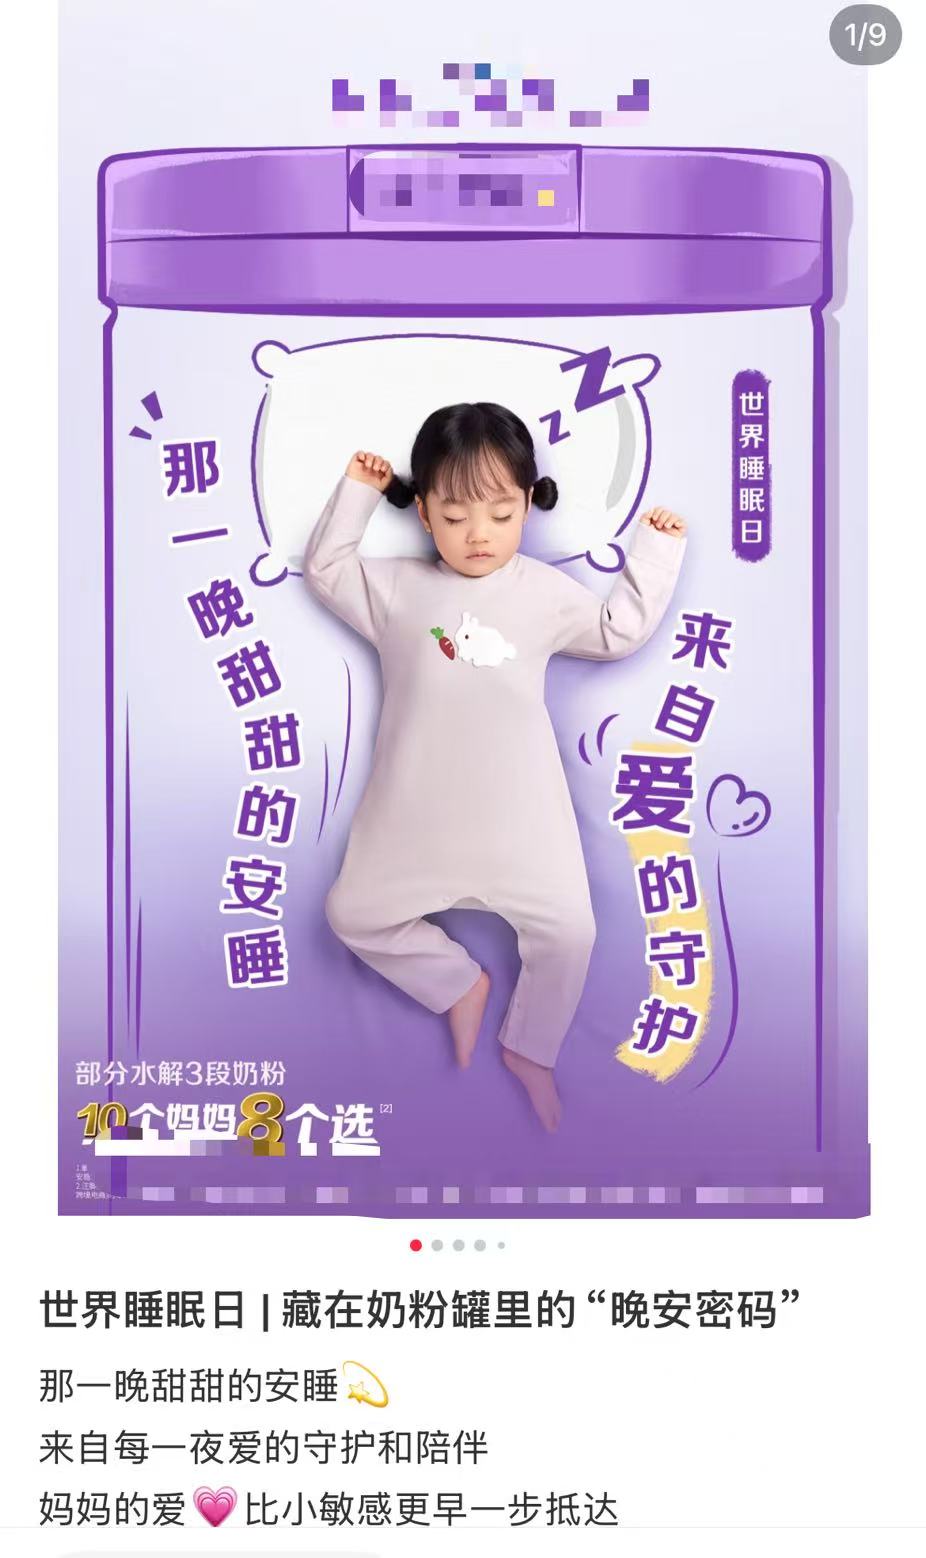 1/9
世界睡眠日
那一晚甜甜的安睡
来自爱的守护
部分水解3段奶粉
10个妈妈8个选[2]
世界睡眠日 | 藏在奶粉罐里的“晚安密码”
那一晚甜甜的安睡💫
来自每一夜爱的守护和陪伴
妈妈的爱💗比小敏感更早一步抵达